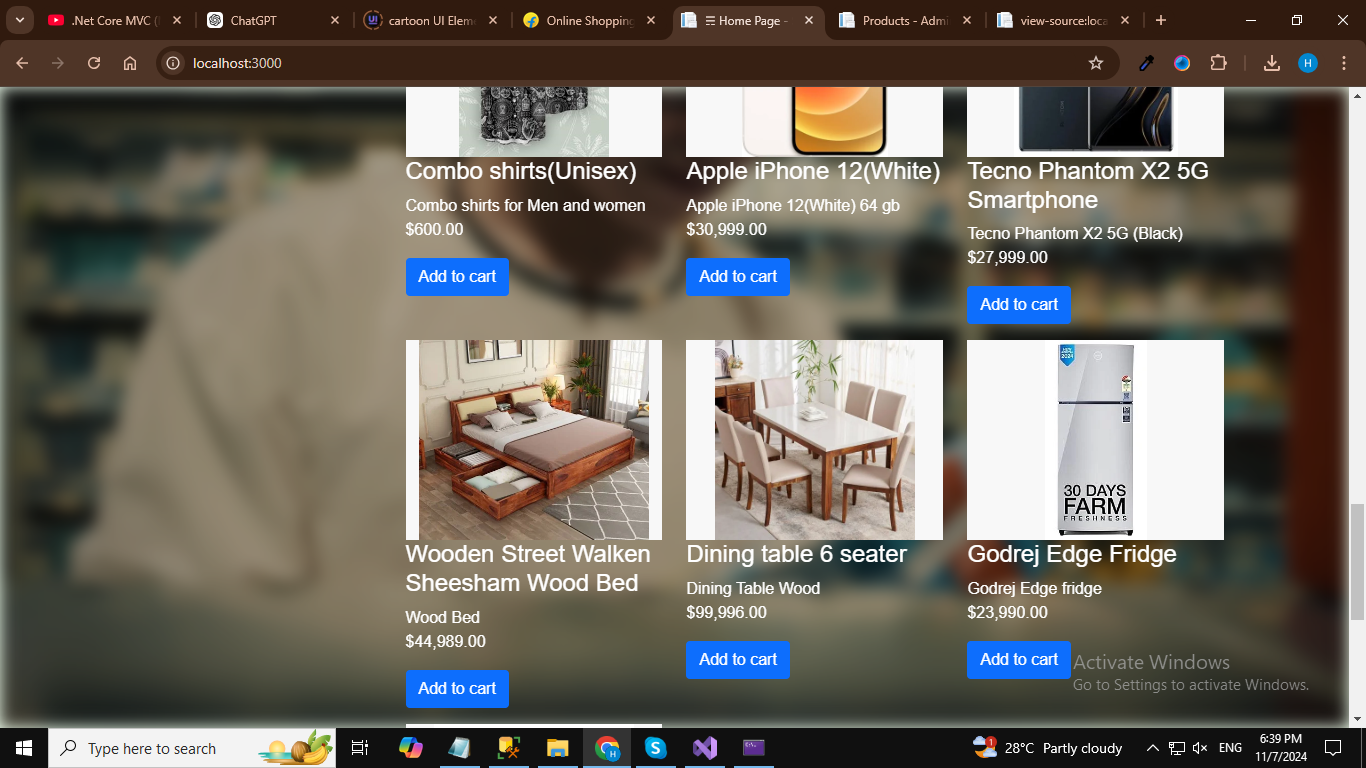 .Net Core MVC (
ChatGPT
cartoon UI Elem
Online Shopping
☰ Home Page -
Products - Admi
view-source:loca
localhost:3000
H
Combo shirts(Unisex)
Combo shirts for Men and women
$600.00
Add to cart
Apple iPhone 12(White)
Apple iPhone 12(White) 64 gb
$30,999.00
Add to cart
Tecno Phantom X2 5G
Smartphone
Tecno Phantom X2 5G (Black)
$27,999.00
Add to cart
Wooden Street Walken
Sheesham Wood Bed
Wood Bed
$44,989.00
Add to cart
Dining table 6 seater
Dining Table Wood
$99,996.00
Add to cart
30 DAYS
FARM
FRESHNESS
Godrej Edge Fridge
Godrej Edge fridge
$23,990.00
Add to cart
Activate Windows
Go to Settings to activate Windows.
Type here to search
28°C Partly cloudy
ENG
6:39 PM
11/7/2024